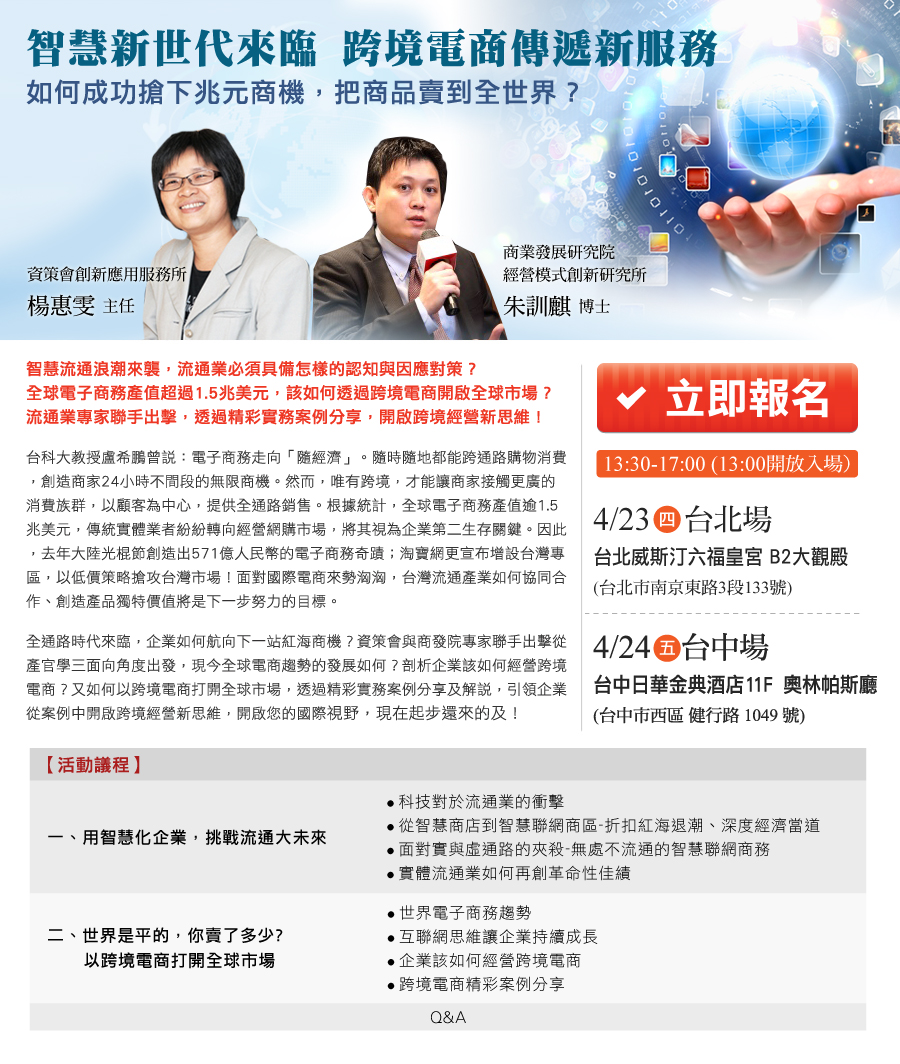 智慧新世代來臨 跨境電商傳遞新服務
如何成功搶下兆元商機，把商品賣到全世界？
資策會創新應用服務所
楊惠雯 主任
商業發展研究院
經營模式創新研究所
朱訓麒 博士
智慧流通浪潮來襲，流通業必須具備怎樣的認知與因應對策？
全球電子商務產值超過1.5兆美元，該如何透過跨境電商開啟全球市場？
流通業專家聯手出擊，透過精彩實務案例分享，開啟跨境經營新思維！
台科大教授盧希鵬曾説：電子商務走向「隨經濟」。隨時隨地都能跨通路購物消費
，創造商家24小時不間段的無限商機。然而，唯有跨境，才能讓商家接觸更廣的
消費族群，以顧客為中心，提供全通路銷售。根據統計，全球電子商務產值逾1.5
兆美元，傳統實體業者紛紛轉向經營網購市場，將其視為企業第二生存關鍵。因此
，去年大陸光棍節創造出571億人民幣的電子商務奇蹟；淘寶網更宣布增設台灣專
區，以低價策略搶攻台灣市場！面對國際電商來勢洶洶，台灣流通產業如何協同合
作、創造產品獨特價值將是下一步努力的目標。
全通路時代來臨，企業如何航向下一站紅海商機？資策會與商發院專家聯手出擊從
產官學三面向角度出發，現今全球電商趨勢的發展如何？剖析企業該如何經營跨境
電商？又如何以跨境電商打開全球市場，透過精彩實務案例分享及解説，引領企業
從案例中開啟跨境經營新思維，開啟您的國際視野，現在起步還來的及！
立即報名
13:30-17:00 (13:00開放入場)
4/23 四 台北場
台北威斯汀六福皇宮 B2大觀殿
(台北市南京東路3段133號)
4/24 五 台中場
台中日華金典酒店11F 奧林帕斯廳
(台中市西區 健行路 1049 號)
【活動議程】
一、用智慧化企業，挑戰流通大未來
●科技對於流通業的衝擊
●從智慧商店到智慧聯網商區-折扣紅海退潮、深度經濟當道
●面對實與虛通路的夾殺-無處不流通的智慧聯網商務
●實體流通業如何再創革命性佳績
二、世界是平的，你賣了多少?
以跨境電商打開全球市場
●世界電子商務趨勢
●互聯網思維讓企業持續成長
●企業該如何經營跨境電商
●跨境電商精彩案例分享
Q&A